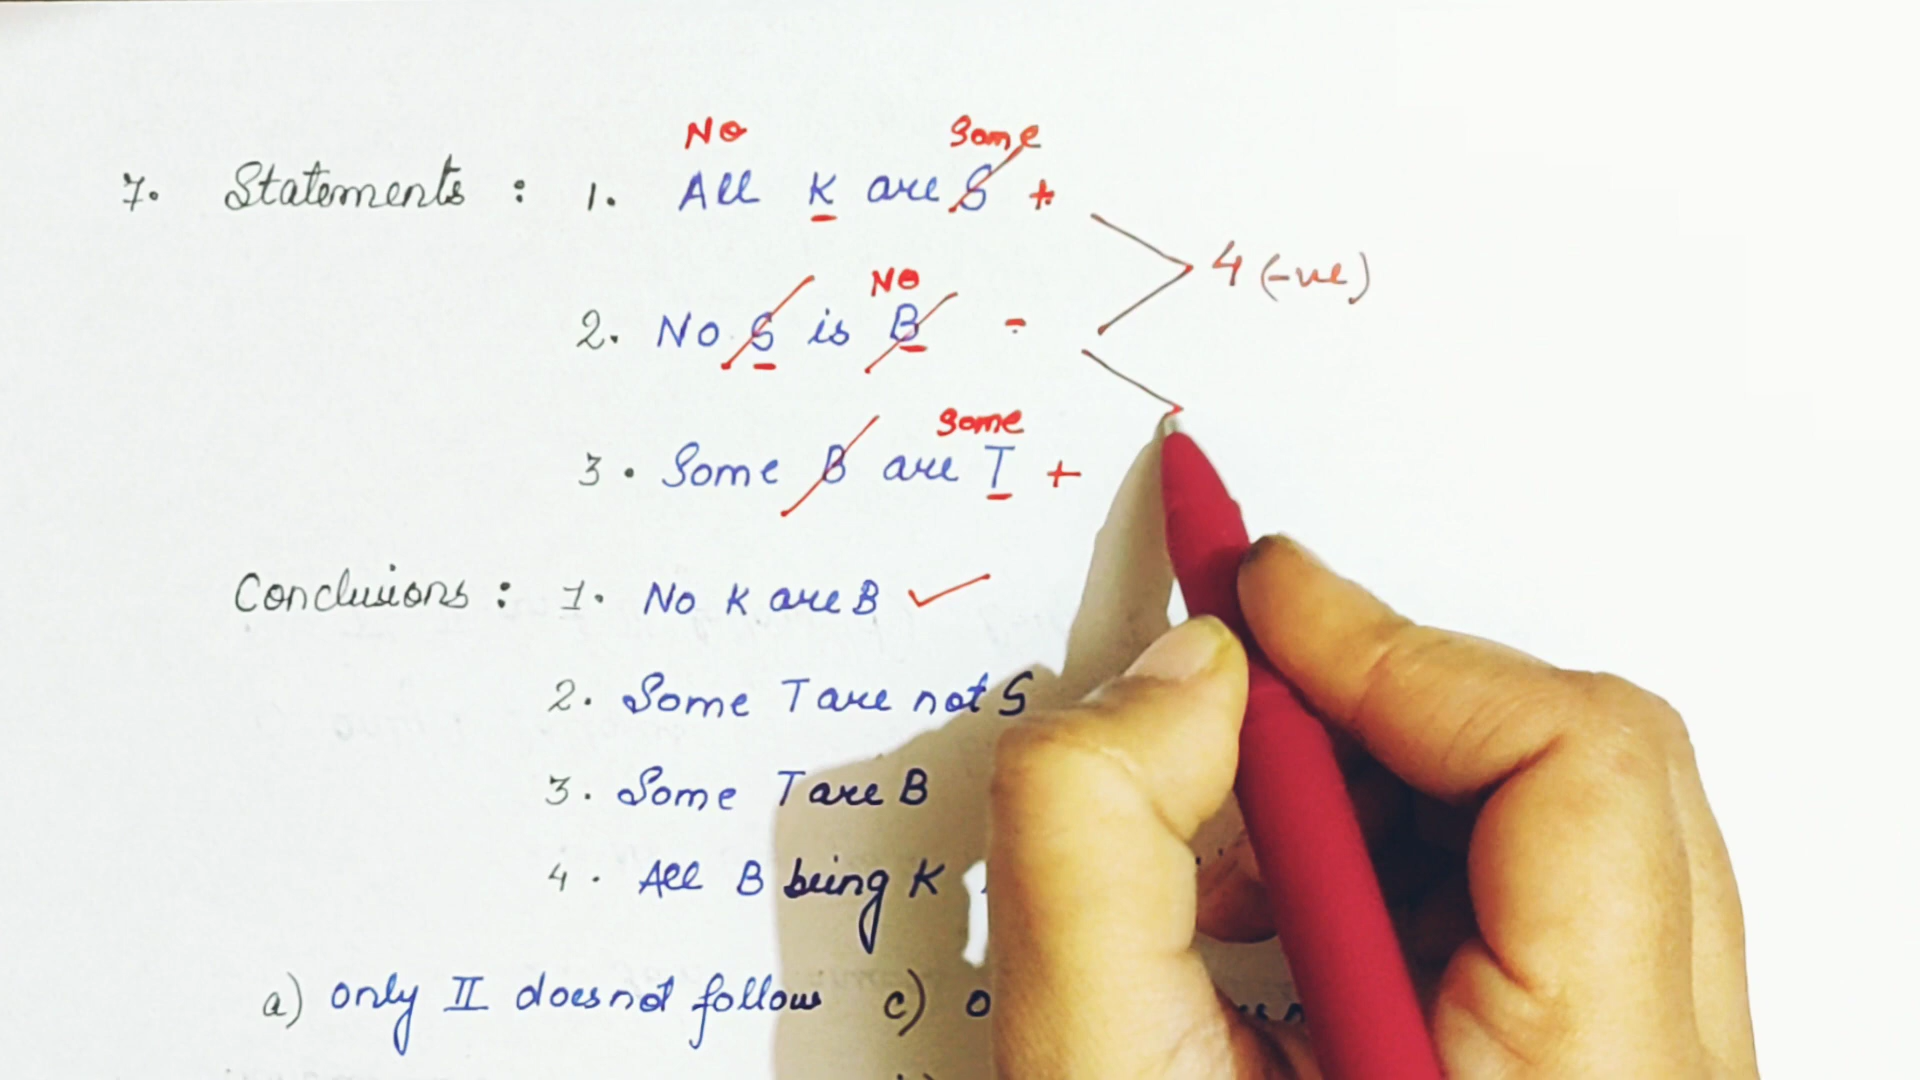 No Some
7. Statements : 1. All K are S +
4 (-ve)
No
2. No S is B -
Some
3. Some B are T +
Conclusions : 1. No K are B ✓
2. Some T are not S
3. Some T are B
4. All B being K
a) only II does not follow c)